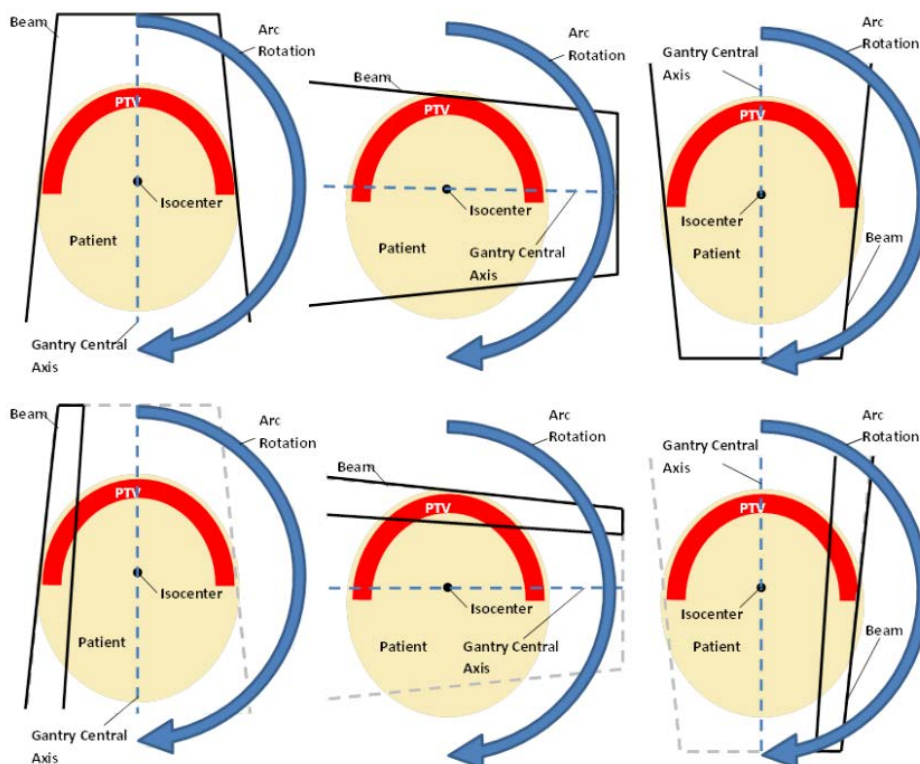 Beam
Arc
Rotation
PTV
Isocenter
Patient
Gantry Central
Axis
Arc
Rotation
Beam
PTV
Isocenter
Patient
Gantry Central
Axis
Arc
Rotation
Gantry Central
Axis
PTV
Isocenter
Patient
Beam
Beam
Arc
Rotation
PTV
Isocenter
Patient
Gantry Central
Axis
Arc
Rotation
Beam
PTV
Isocenter
Patient
Gantry Central
Axis
Arc
Rotation
Gantry Central
Axis
PTV
Isocenter
Patient
Beam